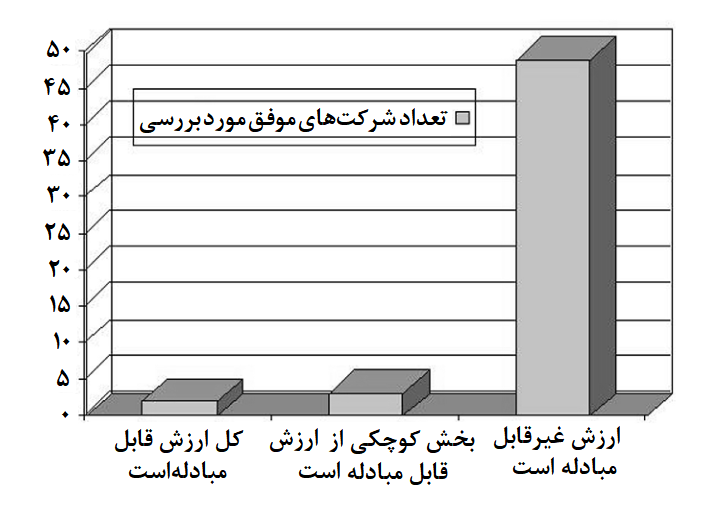 ۵۰
۴۵
۴۰
۳۵
۳۰
۲۵
۲۰
۱۵
۱۰
۵
۰
تعداد شرکت‌های موفق مورد بررسی
کل ارزش قابل
مبادله‌است
بخش کوچکی از ارزش
قابل مبادله است
ارزش غیرقابل
مبادله است